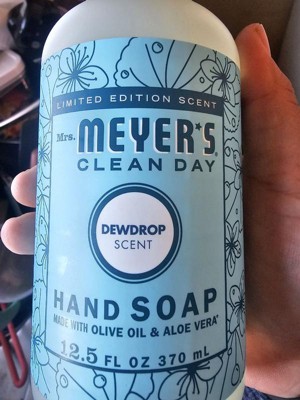 LIMITED EDITION SCENT
Mrs. MEYER'S®
CLEAN DAY
DEWDROP
SCENT
HAND SOAP
MADE WITH OLIVE OIL & ALOE VERA*
12.5 FL OZ 370 mL